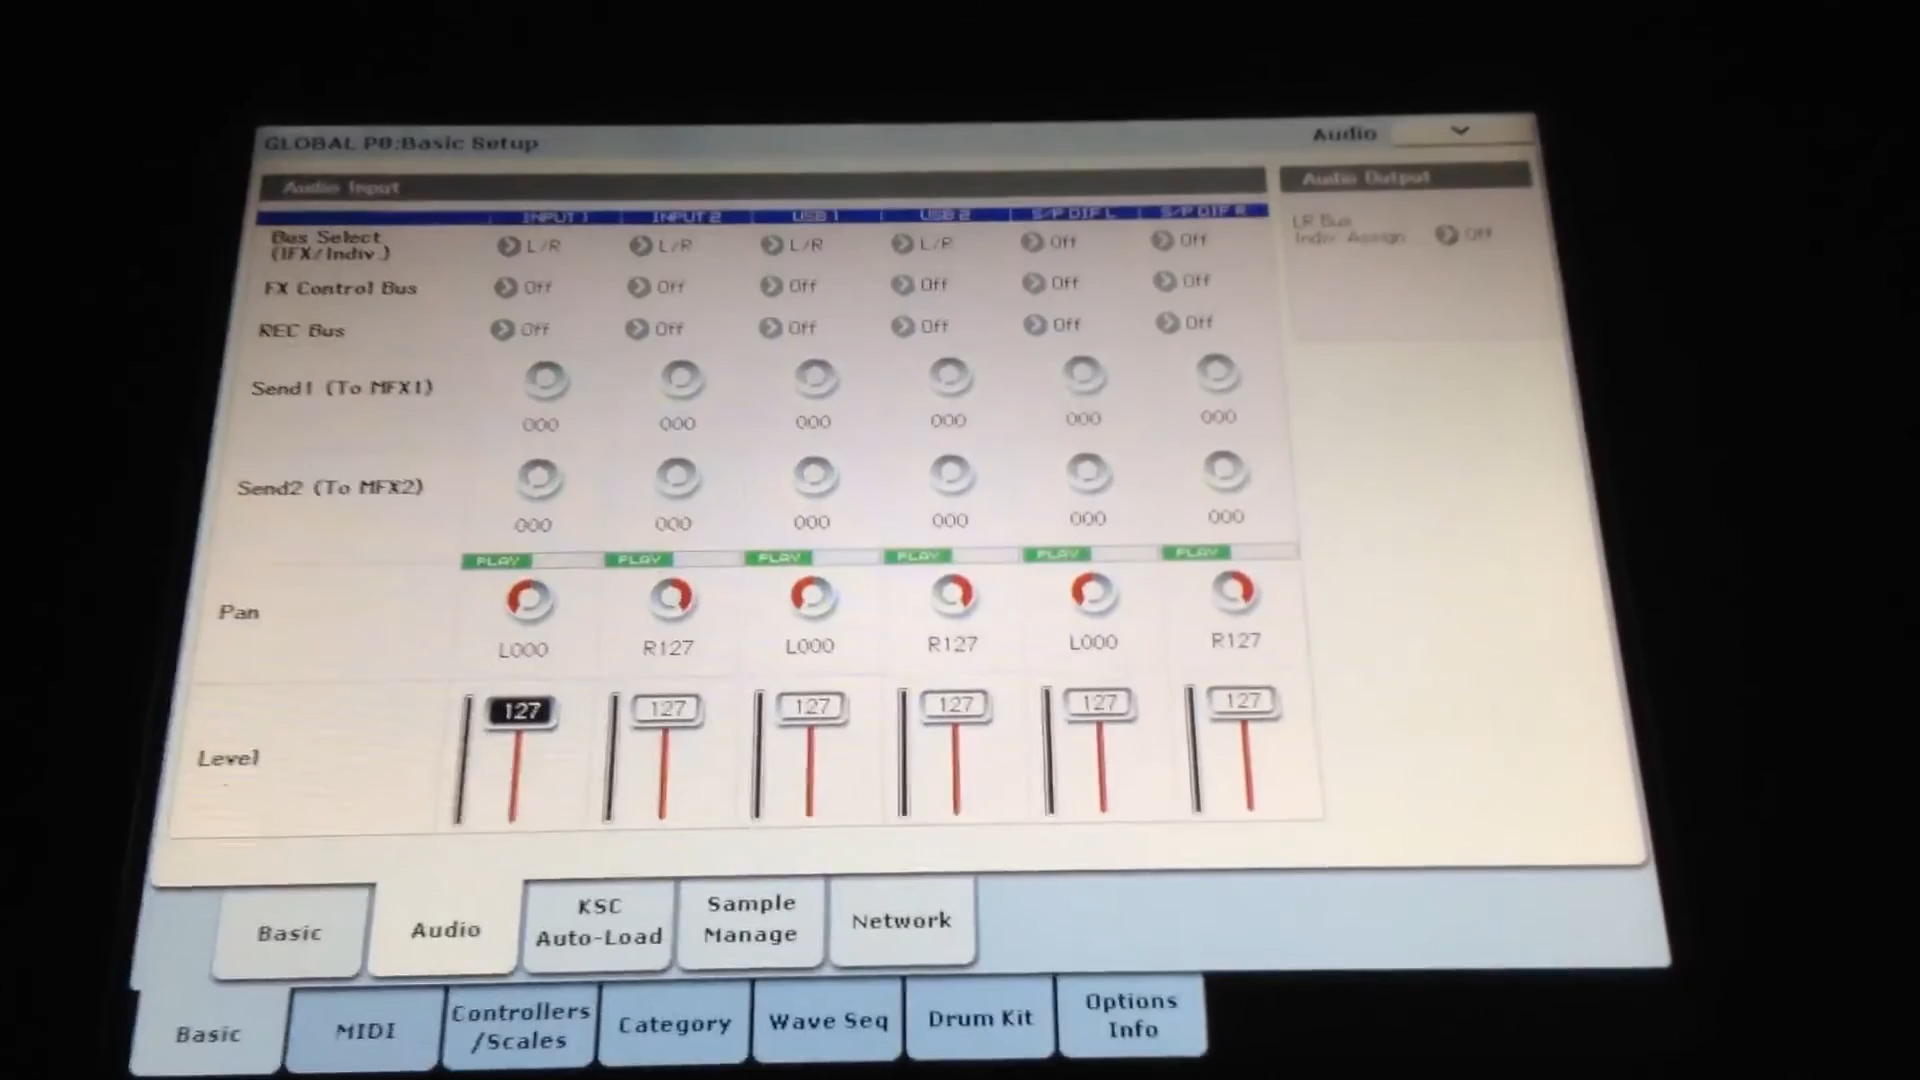 GLOBAL P0:Basic Setup
Audio
Audio Input
Audio Output
INPUT 1 INPUT 2 USB 1 USB 2 S/P DIF L S/P DIF R
Bus Select
(IFX/Indiv.)
L/R L/R L/R L/R Off Off
LR Bus
Indiv. Assign Off
FX Control Bus Off Off Off Off Off Off
REC Bus Off Off Off Off Off Off
Send1 (To MFX1)
000 000 000 000 000 000
Send2 (To MFX2)
000 000 000 000 000 000
PLAY PLAY PLAY PLAY PLAY PLAY
Pan
L000 R127 L000 R127 L000 R127
127 127 127 127 127 127
Level
Basic
Audio
KSC
Auto-Load
Sample
Manage
Network
Basic
MIDI
Controllers
/Scales
Category
Wave Seq
Drum Kit
Options
Info